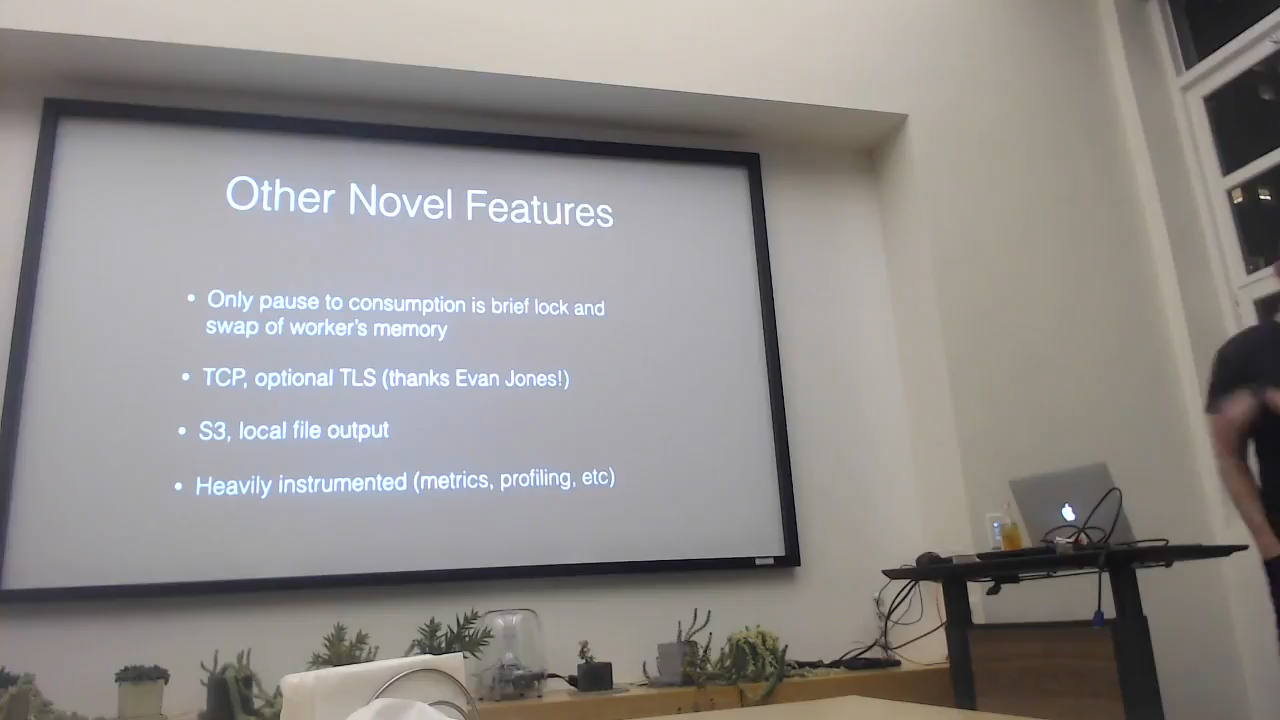 Other Novel Features
• Only pause to consumption is brief lock and
swap of worker's memory
• TCP, optional TLS (thanks Evan Jones!)
• S3, local file output
• Heavily instrumented (metrics, profiling, etc)